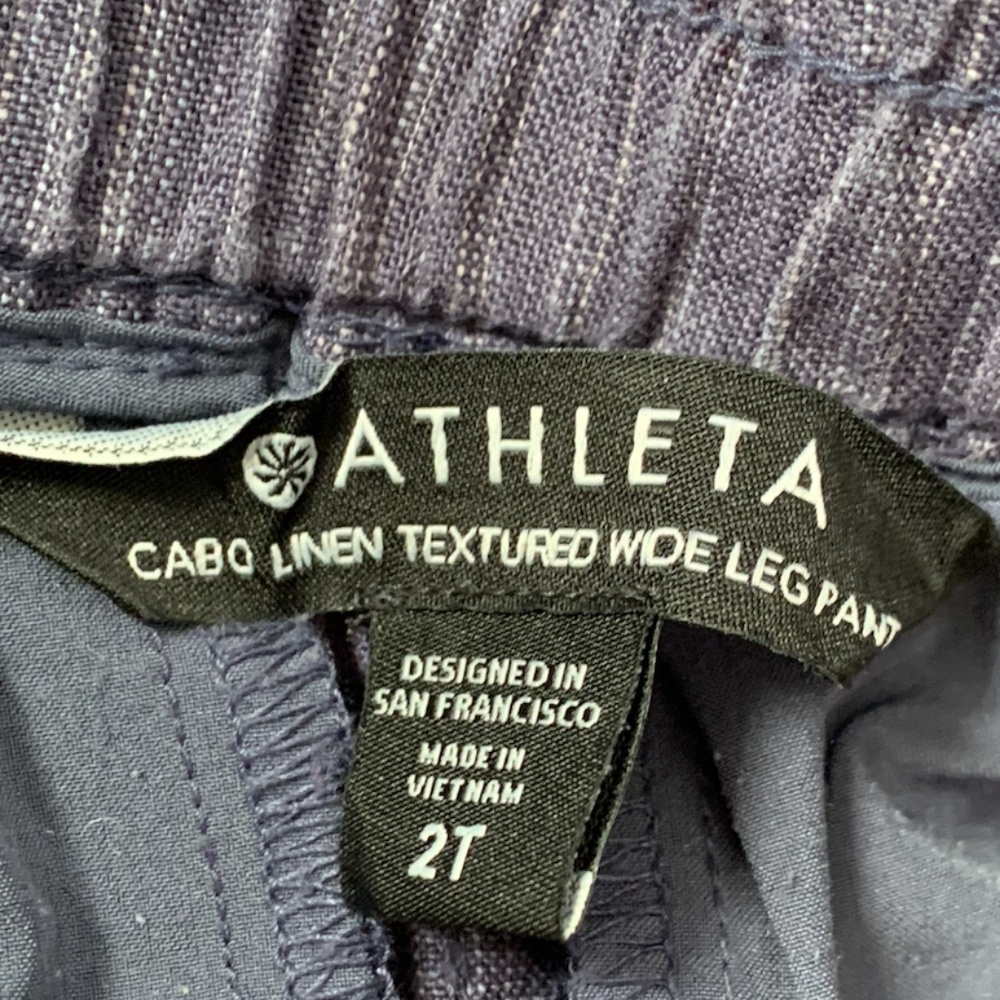 ATHLETA
CABO LINEN TEXTURED WIDE LEG PANT
DESIGNED IN
SAN FRANCISCO
MADE IN
VIETNAM
2T